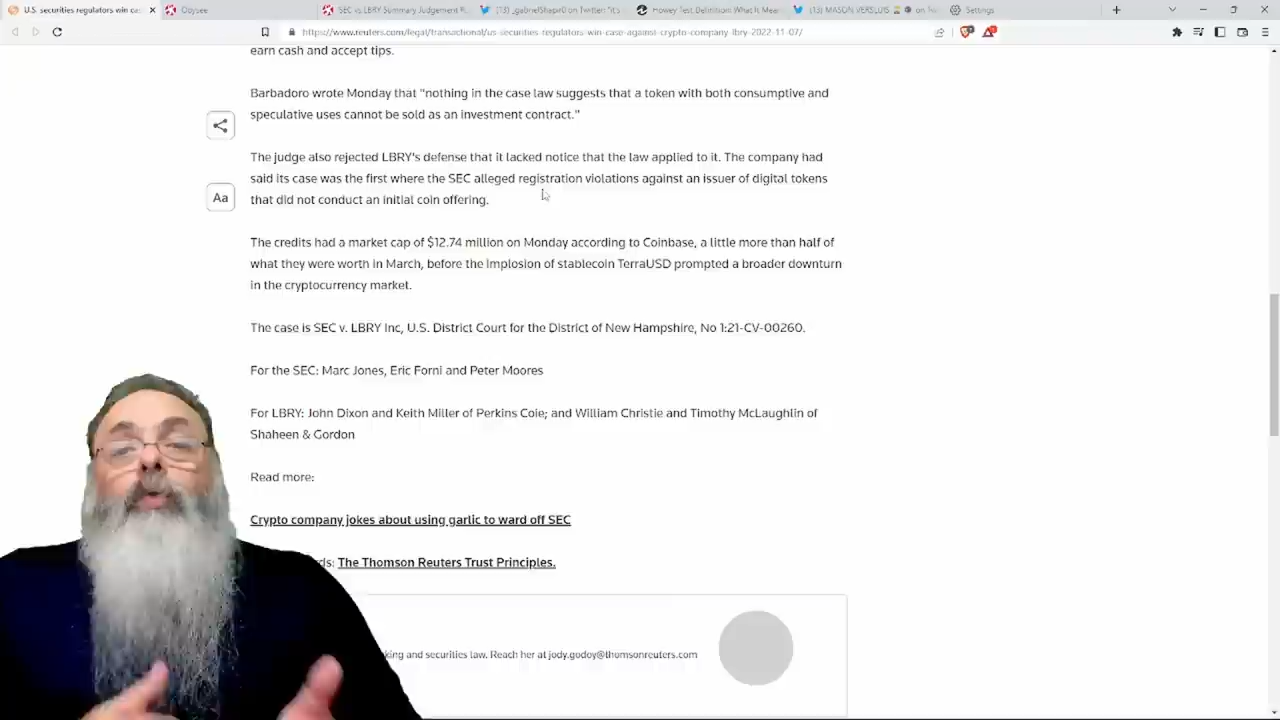 U.S. securities regulators win cas
Odysee
SEC vs LBRY Summary Judgement R
(13) _gabrielShapir0 on Twitter: "it's
Howey Test Definition: What It Mean
(13) MASON VERSLUIS
Settings
https://www.reuters.com/legal/transactional/us-securities-regulators-win-case-against-crypto-company-lbry-2022-11-07/
earn cash and accept tips.
Barbadoro wrote Monday that "nothing in the case law suggests that a token with both consumptive and
speculative uses cannot be sold as an investment contract."
The judge also rejected LBRY's defense that it lacked notice that the law applied to it. The company had
said its case was the first where the SEC alleged registration violations against an issuer of digital tokens
that did not conduct an initial coin offering.
Aa
The credits had a market cap of $12.74 million on Monday according to Coinbase, a little more than half of
what they were worth in March, before the implosion of stablecoin TerraUSD prompted a broader downturn
in the cryptocurrency market.
The case is SEC v. LBRY Inc, U.S. District Court for the District of New Hampshire, No 1:21-CV-00260.
For the SEC: Marc Jones, Eric Forni and Peter Moores
For LBRY: John Dixon and Keith Miller of Perkins Coie; and William Christie and Timothy McLaughlin of
Shaheen & Gordon
Read more:
Crypto company jokes about using garlic to ward off SEC
rds: The Thomson Reuters Trust Principles.
king and securities law. Reach her at jody.godoy@thomsonreuters.com